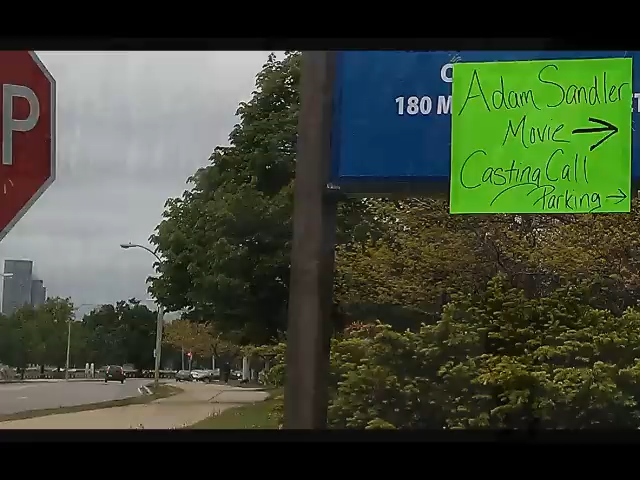 P
180 M
Adam Sandler
Movie →
Casting Call
Parking →